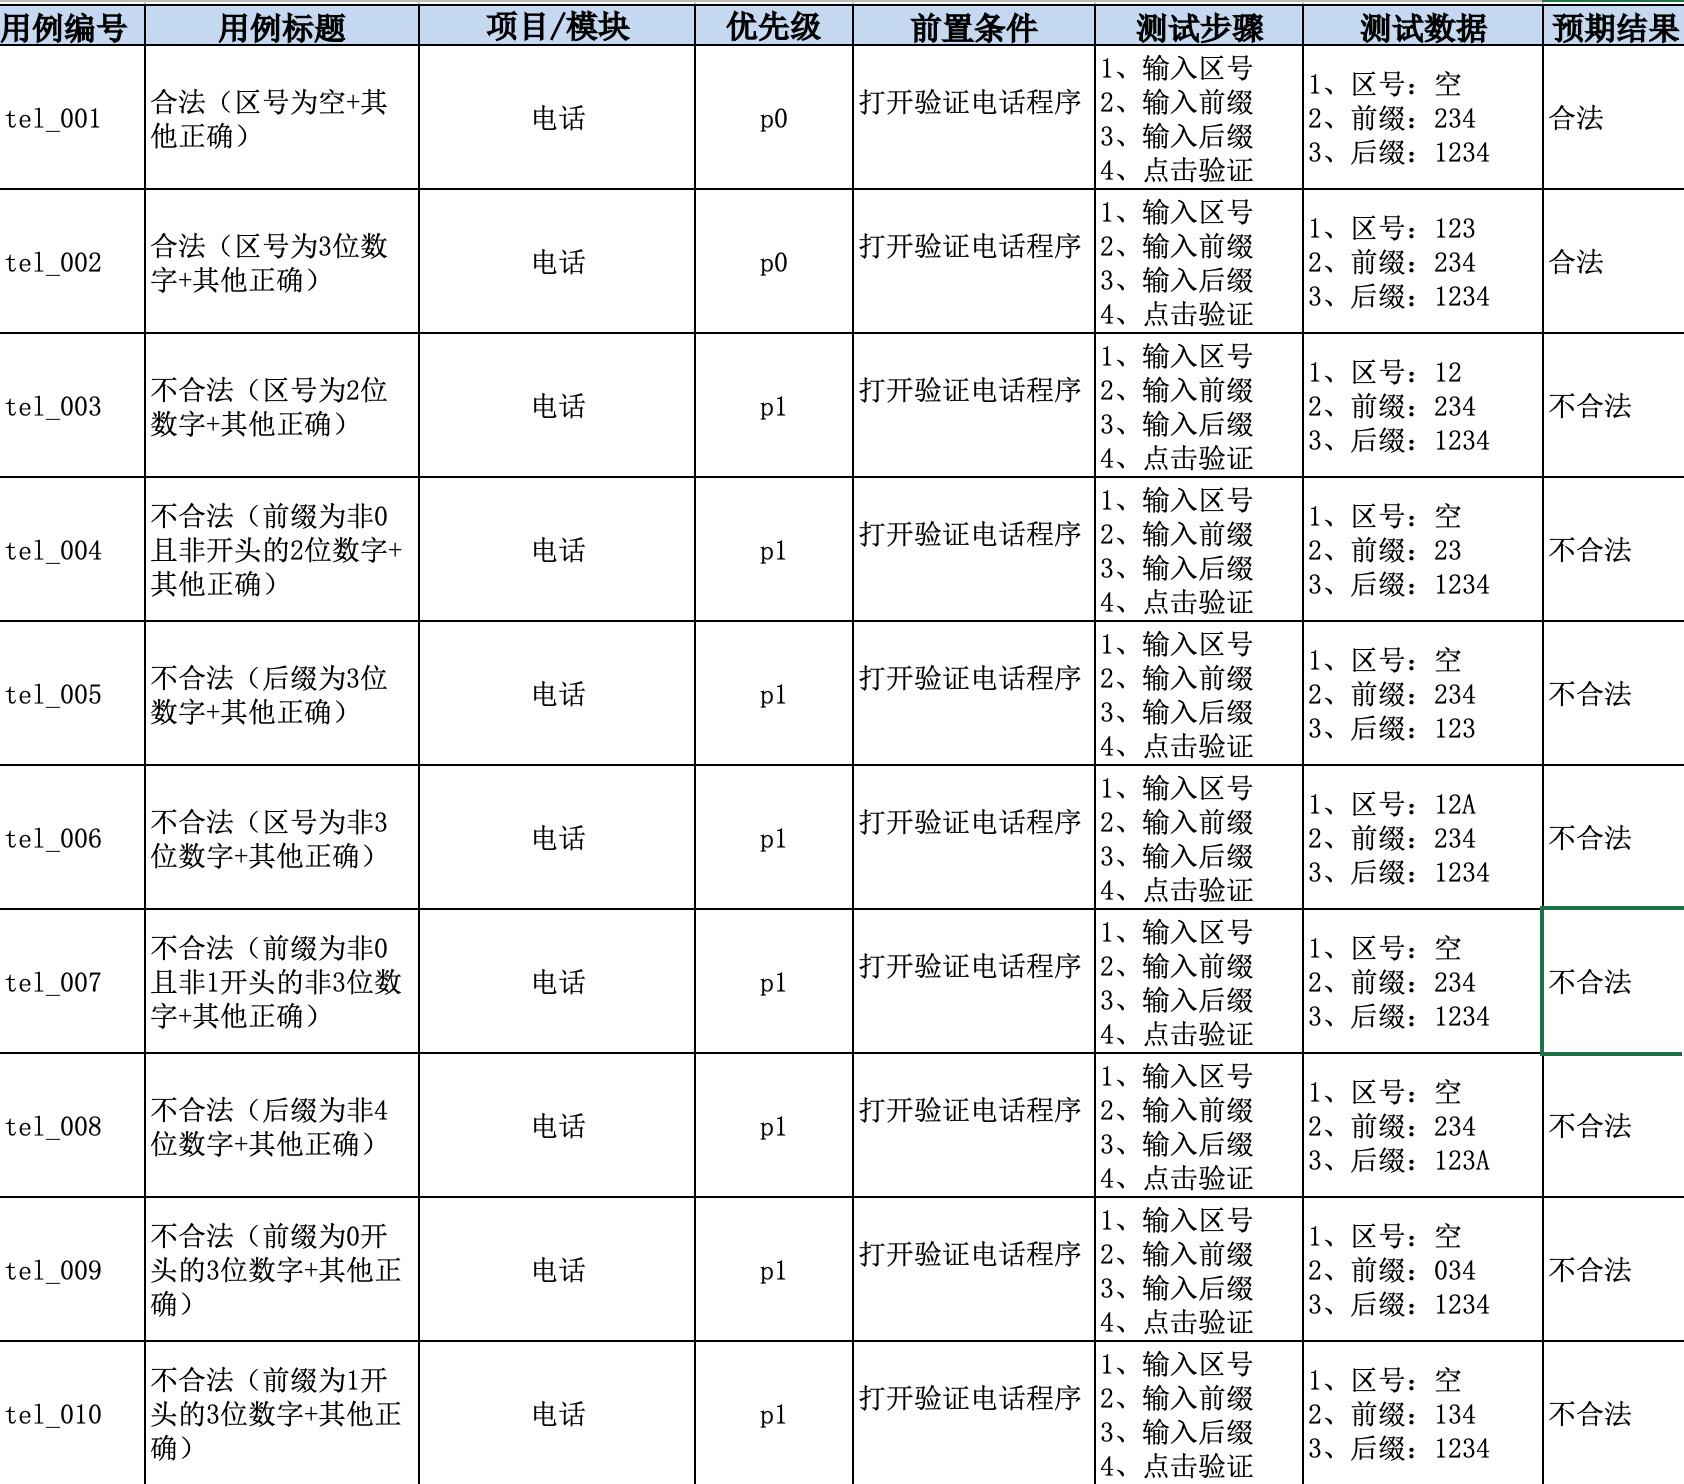 用例编号 用例标题 项目/模块 优先级 前置条件 测试步骤 测试数据 预期结果
tel_001
合法（区号为空+其
他正确）
电话
p0
打开验证电话程序
1、输入区号
2、输入前缀
3、输入后缀
4、点击验证
1、区号：空
2、前缀：234
3、后缀：1234
合法
tel_002
合法（区号为3位数
字+其他正确）
电话
p0
打开验证电话程序
1、输入区号
2、输入前缀
3、输入后缀
4、点击验证
1、区号：123
2、前缀：234
3、后缀：1234
合法
tel_003
不合法（区号为2位
数字+其他正确）
电话
p1
打开验证电话程序
1、输入区号
2、输入前缀
3、输入后缀
4、点击验证
1、区号：12
2、前缀：234
3、后缀：1234
不合法
tel_004
不合法（前缀为非0
且非开头的2位数字+
其他正确）
电话
p1
打开验证电话程序
1、输入区号
2、输入前缀
3、输入后缀
4、点击验证
1、区号：空
2、前缀：23
3、后缀：1234
不合法
tel_005
不合法（后缀为3位
数字+其他正确）
电话
p1
打开验证电话程序
1、输入区号
2、输入前缀
3、输入后缀
4、点击验证
1、区号：空
2、前缀：234
3、后缀：123
不合法
tel_006
不合法（区号为非3
位数字+其他正确）
电话
p1
打开验证电话程序
1、输入区号
2、输入前缀
3、输入后缀
4、点击验证
1、区号：12A
2、前缀：234
3、后缀：1234
不合法
tel_007
不合法（前缀为非0
且非1开头的非3位数
字+其他正确）
电话
p1
打开验证电话程序
1、输入区号
2、输入前缀
3、输入后缀
4、点击验证
1、区号：空
2、前缀：234
3、后缀：1234
不合法
tel_008
不合法（后缀为非4
位数字+其他正确）
电话
p1
打开验证电话程序
1、输入区号
2、输入前缀
3、输入后缀
4、点击验证
1、区号：空
2、前缀：234
3、后缀：123A
不合法
tel_009
不合法（前缀为0开
头的3位数字+其他正
确）
电话
p1
打开验证电话程序
1、输入区号
2、输入前缀
3、输入后缀
4、点击验证
1、区号：空
2、前缀：034
3、后缀：1234
不合法
tel_010
不合法（前缀为1开
头的3位数字+其他正
确）
电话
p1
打开验证电话程序
1、输入区号
2、输入前缀
3、输入后缀
4、点击验证
1、区号：空
2、前缀：134
3、后缀：1234
不合法